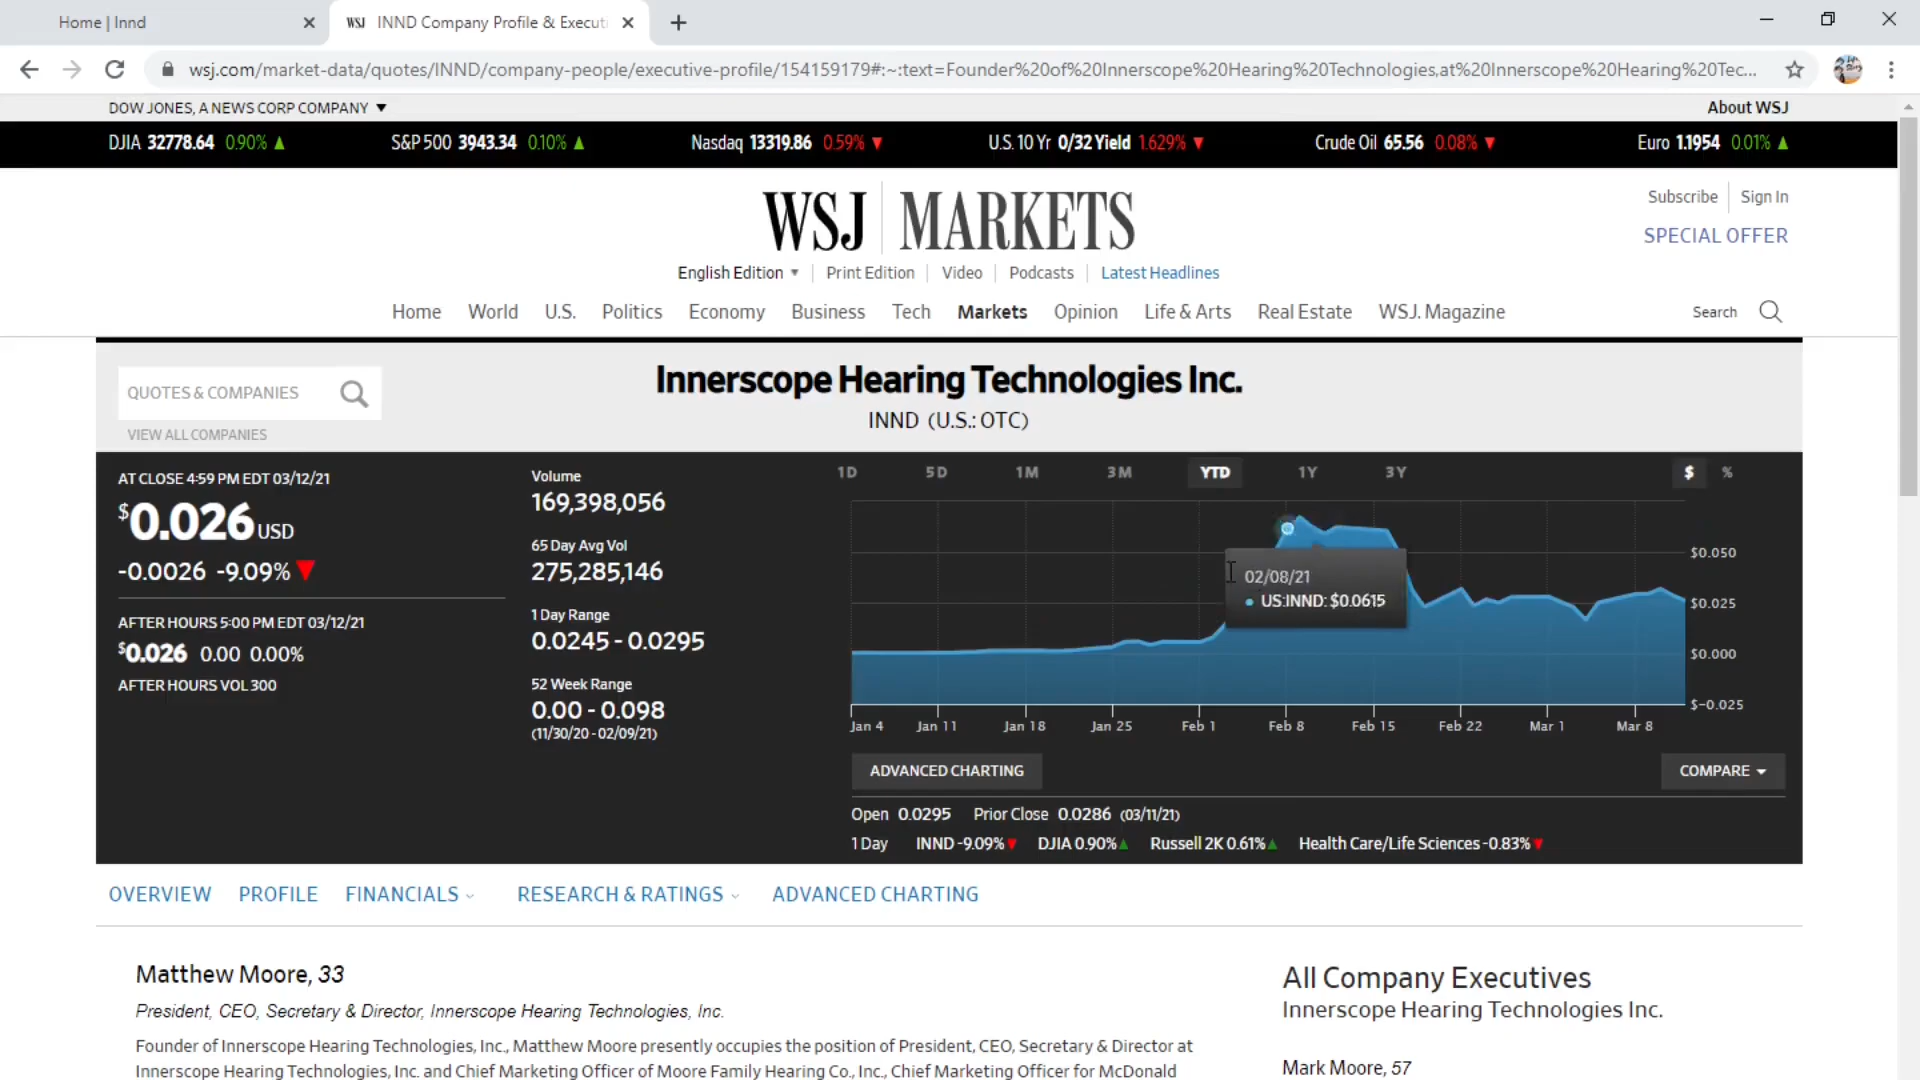 Home | Innd
WSJ INND Company Profile & Execut
wsj.com/market-data/quotes/INND/company-people/executive-profile/154159179#:~:text=Founder%20of%20Innerscope%20Hearing%20Technologies,at%20Innerscope%20Hearing%20Tec...
DOW JONES, A NEWS CORP COMPANY
About WSJ
DJIA 32778.64 0.90% S&P 500 3943.34 0.10% Nasdaq 13319.86 0.59% U.S. 10 Yr 0/32 Yield 1.629% Crude Oil 65.56 0.08% Euro 1.1954 0.01%
WSJ MARKETS
Subscribe Sign In
SPECIAL OFFER
English Edition Print Edition Video Podcasts Latest Headlines
Home World U.S. Politics Economy Business Tech Markets Opinion Life & Arts Real Estate WSJ. Magazine Search
QUOTES & COMPANIES
VIEW ALL COMPANIES
Innerscope Hearing Technologies Inc.
INND (U.S.: OTC)
AT CLOSE 4:59 PM EDT 03/12/21
$0.026 USD
-0.0026 -9.09%
AFTER HOURS 5:00 PM EDT 03/12/21
$0.026 0.00 0.00%
AFTER HOURS VOL 300
Volume
169,398,056
65 Day Avg Vol
275,285,146
1 Day Range
0.0245 - 0.0295
52 Week Range
0.00 - 0.098
(11/30/20 - 02/09/21)
1D 5D 1M 3M YTD 1Y 3Y $ %
02/08/21
US:INND: $0.0615
$0.050
$0.025
$0.000
$-0.025
Jan 4 Jan 11 Jan 18 Jan 25 Feb 1 Feb 8 Feb 15 Feb 22 Mar 1 Mar 8
ADVANCED CHARTING
COMPARE
Open 0.0295 Prior Close 0.0286 (03/11/21)
1 Day INND -9.09% DJIA 0.90% Russell 2K 0.61% Health Care/Life Sciences -0.83%
OVERVIEW PROFILE FINANCIALS RESEARCH & RATINGS ADVANCED CHARTING
Matthew Moore, 33
President, CEO, Secretary & Director, Innerscope Hearing Technologies, Inc.
Founder of Innerscope Hearing Technologies, Inc., Matthew Moore presently occupies the position of President, CEO, Secretary & Director at
Innerscope Hearing Technologies, Inc. and Chief Marketing Officer of Moore Family Hearing Co., Inc., Chief Marketing Officer for McDonald
All Company Executives
Innerscope Hearing Technologies Inc.
Mark Moore, 57